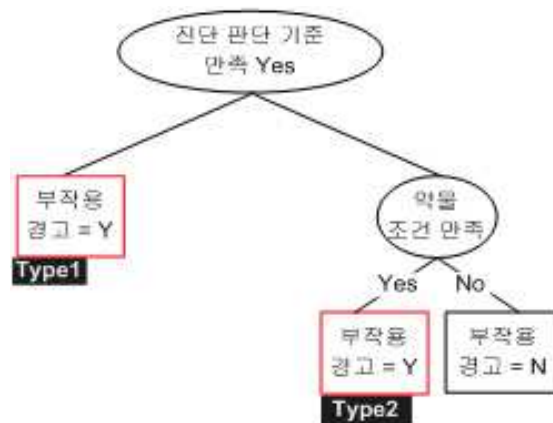 진단 판단 기준
만족 Yes
부작용
경고 = Y
Type1
약물
조건 만족
Yes
No
부작용
경고 = Y
Type2
부작용
경고 = N